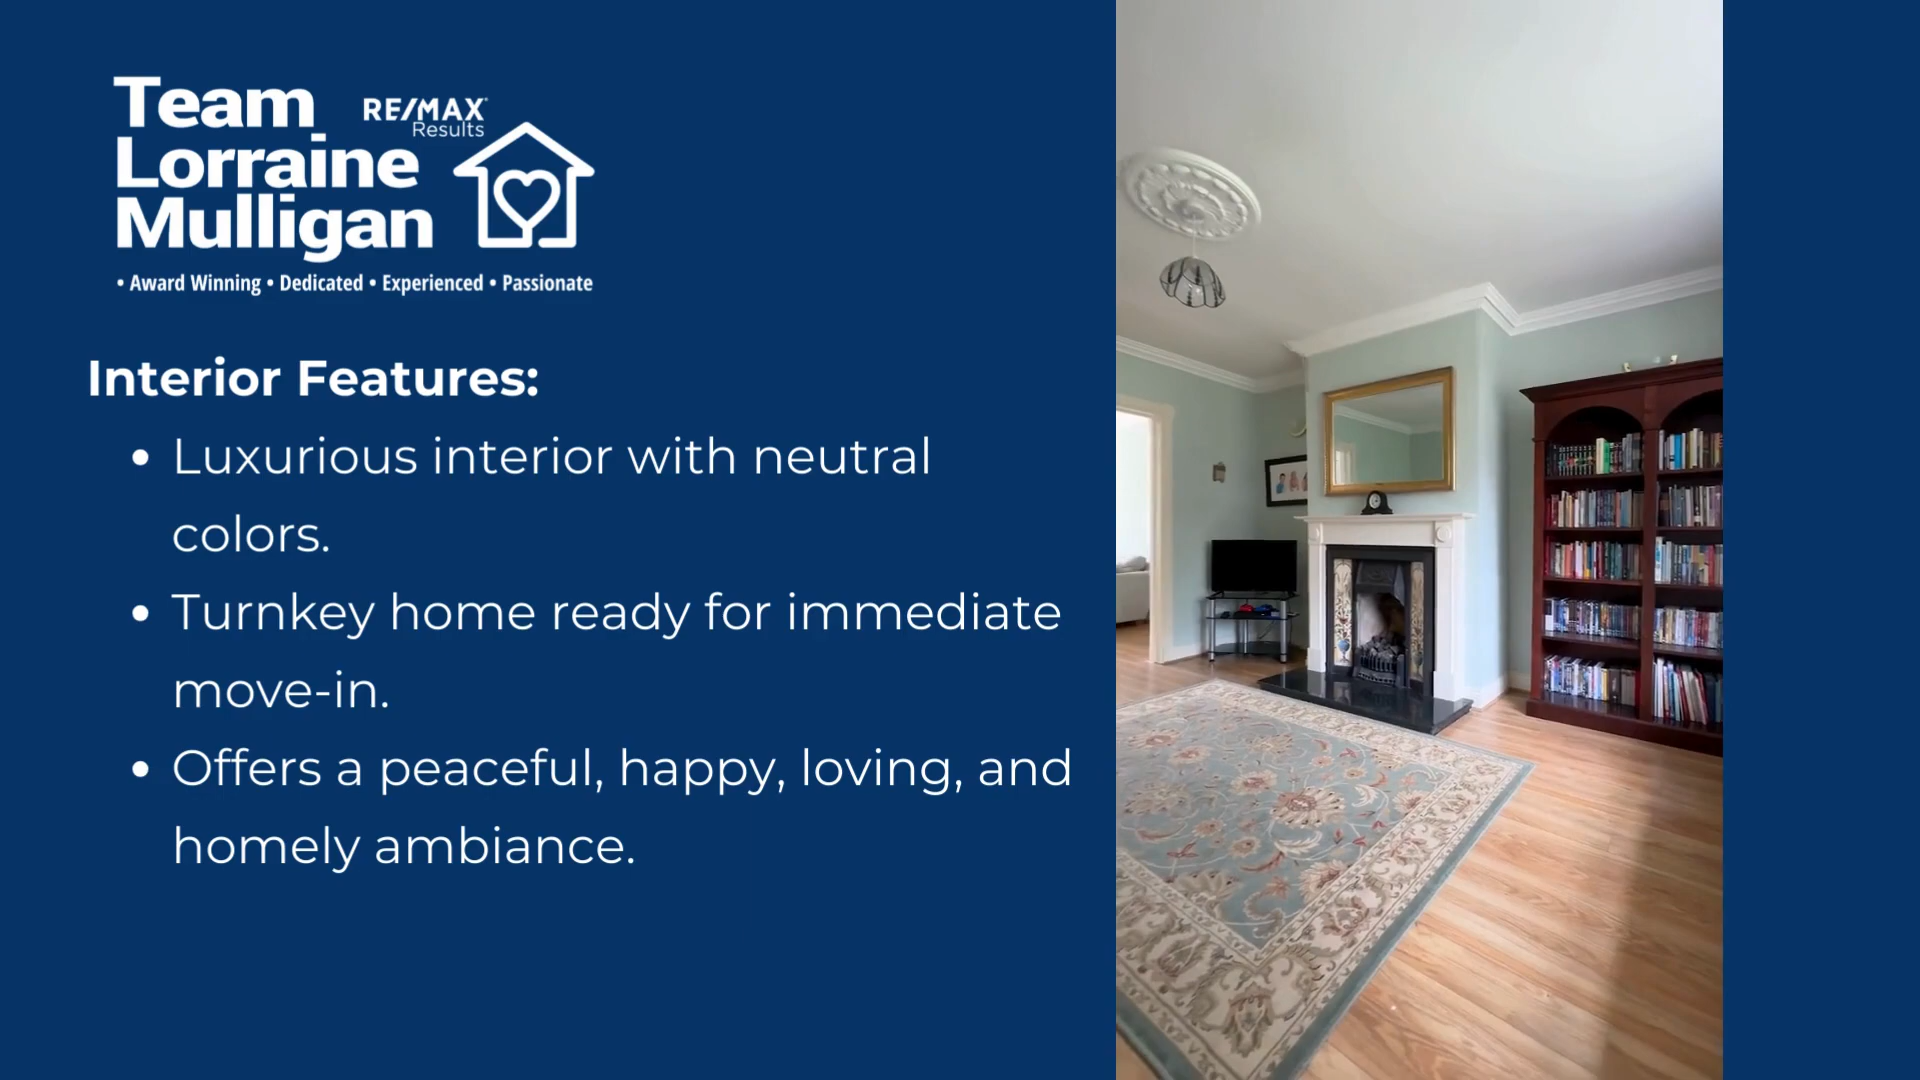 Team
RE/MAX
Results
Lorraine
Mulligan
• Award Winning • Dedicated • Experienced • Passionate
Interior Features:
• Luxurious interior with neutral
colors.
• Turnkey home ready for immediate
move-in.
• Offers a peaceful, happy, loving, and
homely ambiance.